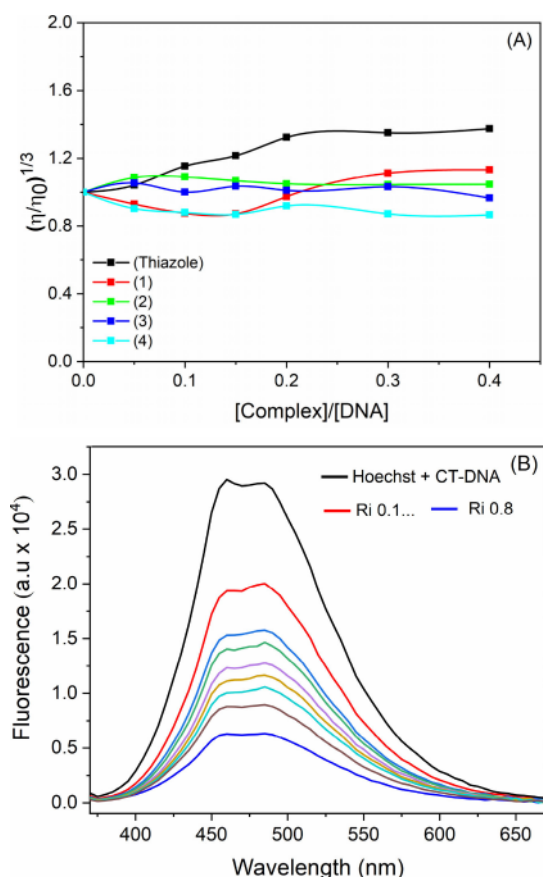 (A)
2.0
1.6
1.2
0.8
0.4
0.0
(η/η0)1/3
(Thiazole)
(1)
(2)
(3)
(4)
0.0 0.1 0.2 0.3 0.4
[Complex]/[DNA]
(B)
3.0
2.5
2.0
1.5
1.0
0.5
0.0
Fluorescence (a.u x 104)
Hoechst + CT-DNA
Ri 0.1... Ri 0.8
400 450 500 550 600 650
Wavelength (nm)